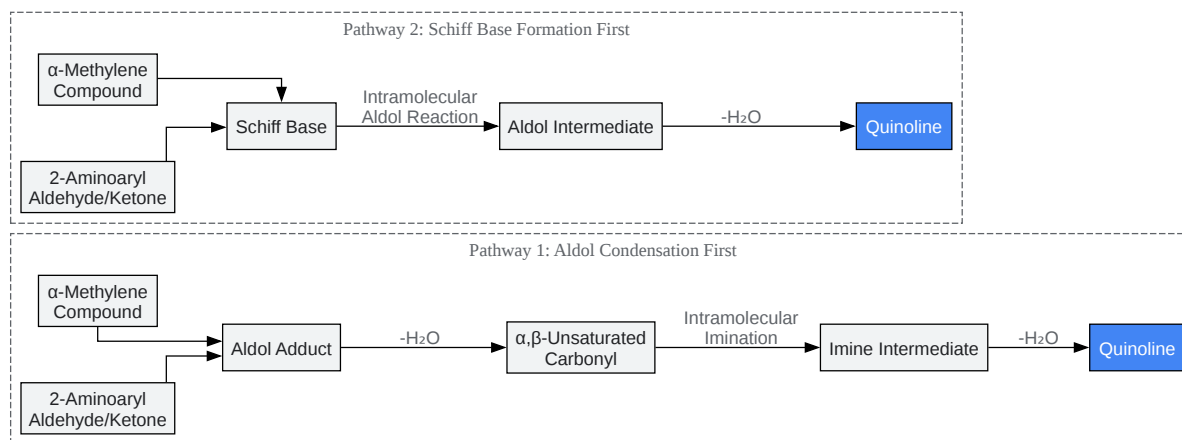 Pathway 2: Schiff Base Formation First
α-Methylene
Compound
2-Aminoaryl
Aldehyde/Ketone
Schiff Base
Intramolecular
Aldol Reaction
Aldol Intermediate
-H₂O
Quinoline
Pathway 1: Aldol Condensation First
α-Methylene
Compound
2-Aminoaryl
Aldehyde/Ketone
Aldol Adduct
-H₂O
α,β-Unsaturated
Carbonyl
Intramolecular
Imination
Imine Intermediate
-H₂O
Quinoline